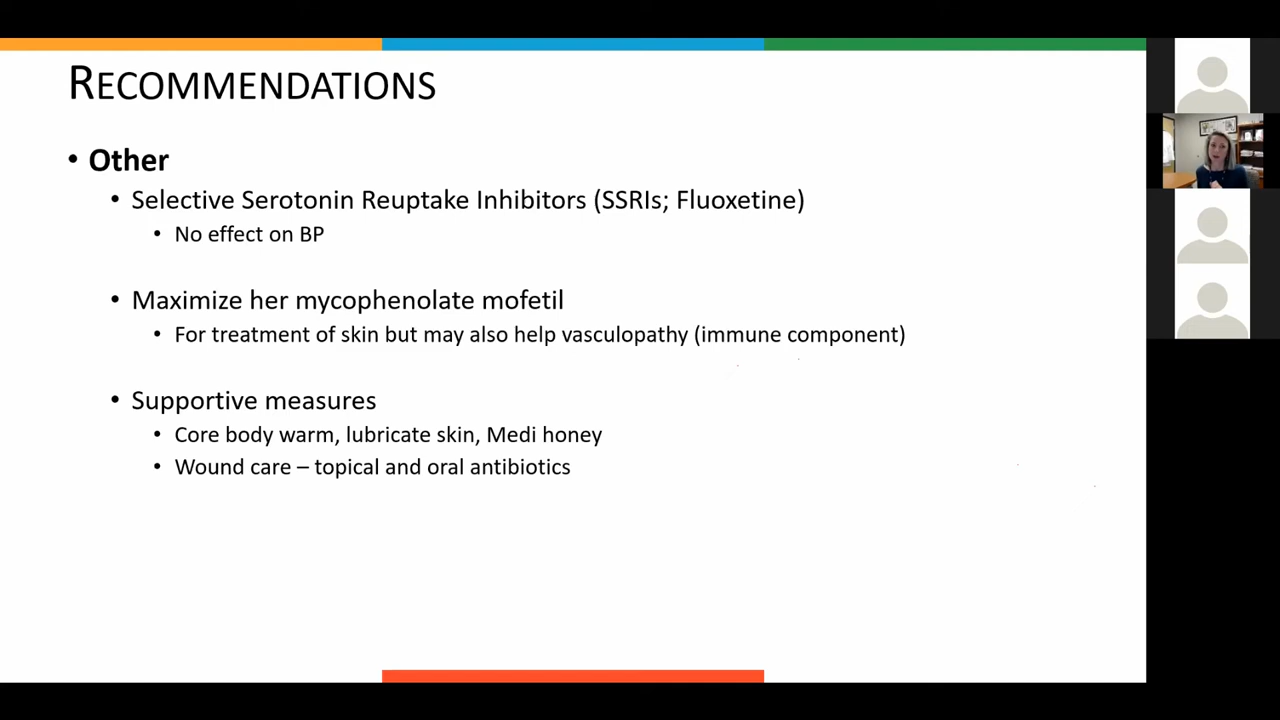 RECOMMENDATIONS
• Other
• Selective Serotonin Reuptake Inhibitors (SSRIs; Fluoxetine)
• No effect on BP
• Maximize her mycophenolate mofetil
• For treatment of skin but may also help vasculopathy (immune component)
• Supportive measures
• Core body warm, lubricate skin, Medi honey
• Wound care – topical and oral antibiotics